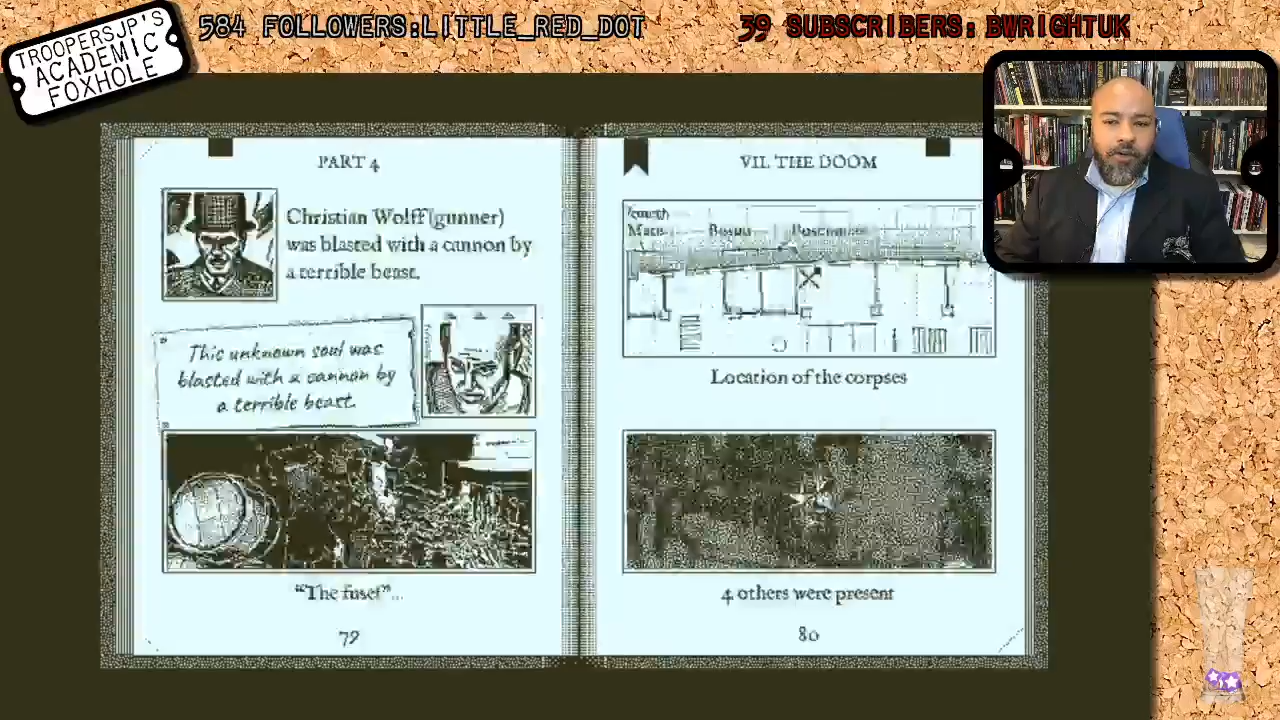 TROOPERSJP'S
ACADEMIC
FOXHOLE
584 FOLLOWERS:LITTLE_RED_DOT
39 SUBSCRIBERS: BWRIGHTUK
PART 4
Christian Wolff (gunner)
was blasted with a cannon by
a terrible beast.
This unknown soul was
blasted with a cannon by
a terrible beast.
"The fuse!"...
79
VII. THE DOOM
Location of the corpses
4 others were present
80